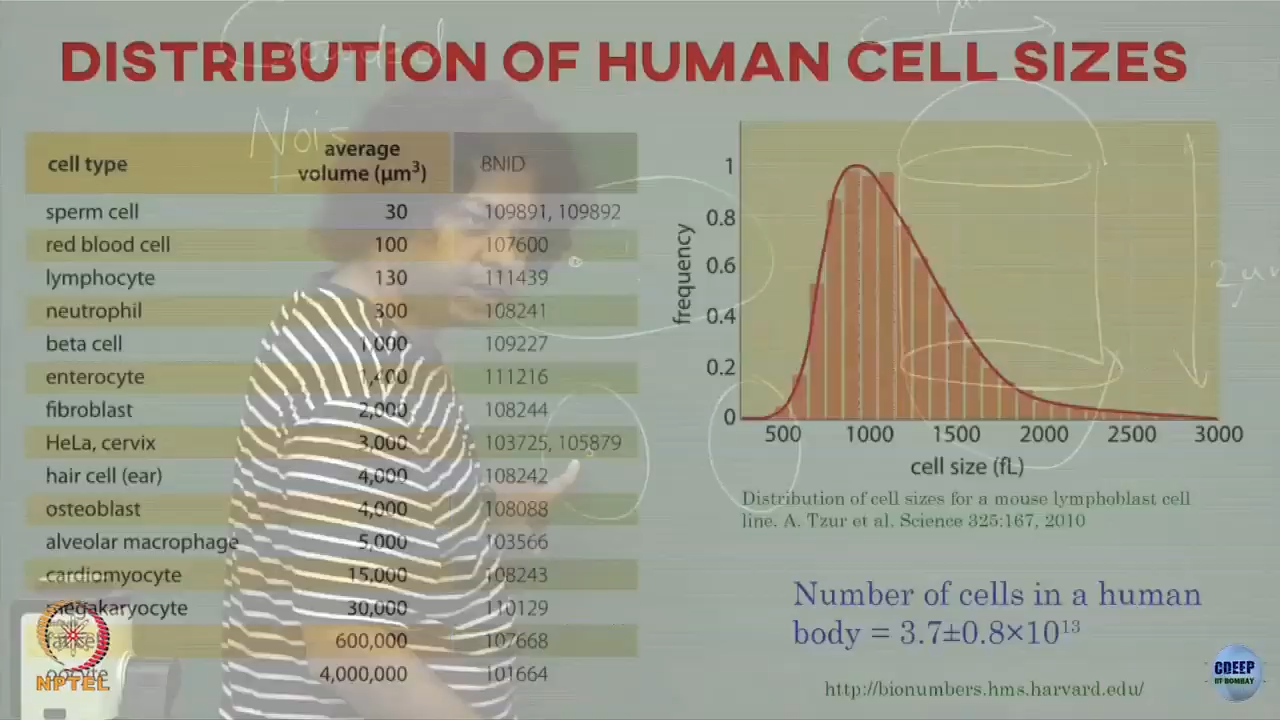 DISTRIBUTION OF HUMAN CELL SIZES
Nois
cell type average volume (µm³) BNID
sperm cell 30 109891, 109892
red blood cell 100 107600
lymphocyte 130 111439
neutrophil 300 108241
beta cell 1,000 109227
enterocyte 1,400 111216
fibroblast 2,000 108244
HeLa, cervix 3,000 103725, 105879
hair cell (ear) 4,000 108242
osteoblast 4,000 108088
alveolar macrophage 5,000 103566
cardiomyocyte 15,000 108243
megakaryocyte 30,000 110129
600,000 107668
oocyte 4,000,000 101664
NPTEL
frequency
1
0.8
0.6
0.4
0.2
0
500 1000 1500 2000 2500 3000
cell size (fL)
Distribution of cell sizes for a mouse lymphoblast cell
line. A. Tzur et al. Science 325:167, 2010
Number of cells in a human
body = 3.7±0.8×10¹³
http://bionumbers.hms.harvard.edu/
CDEEP
IIT BOMBAY